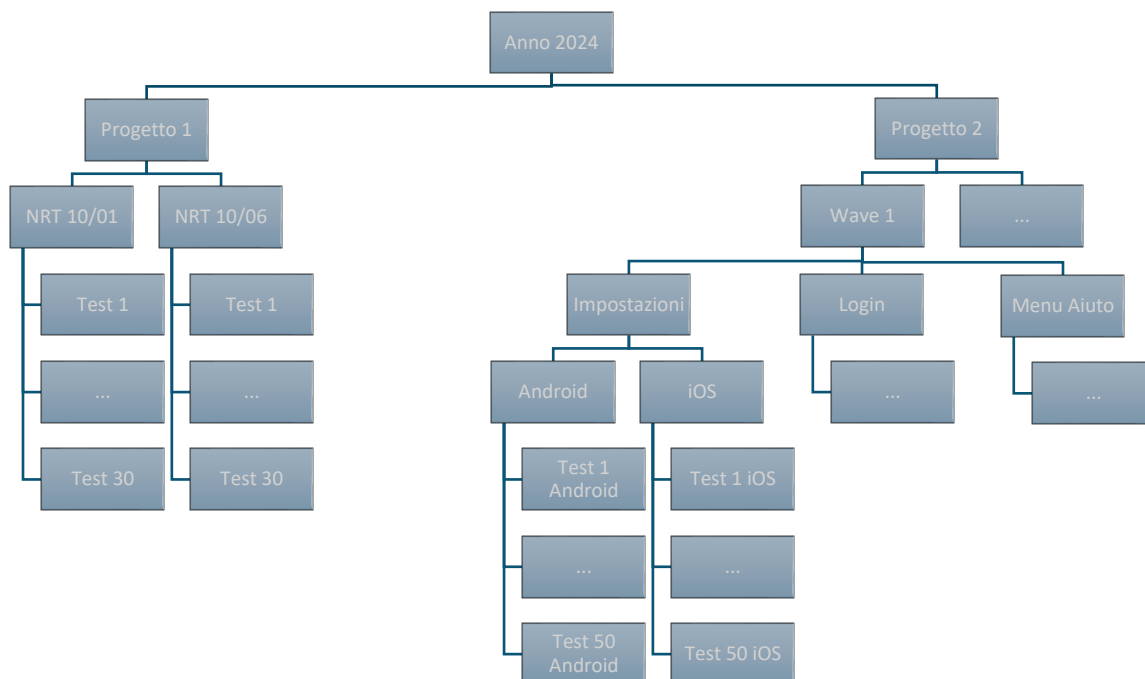 Anno 2024
Progetto 1
Progetto 2
NRT 10/01
NRT 10/06
Wave 1
...
Test 1
Test 1
Impostazioni
Login
Menu Aiuto
...
...
Android
iOS
...
...
Test 30
Test 30
Test 1
Android
Test 1 iOS
...
...
Test 50
Android
Test 50 iOS